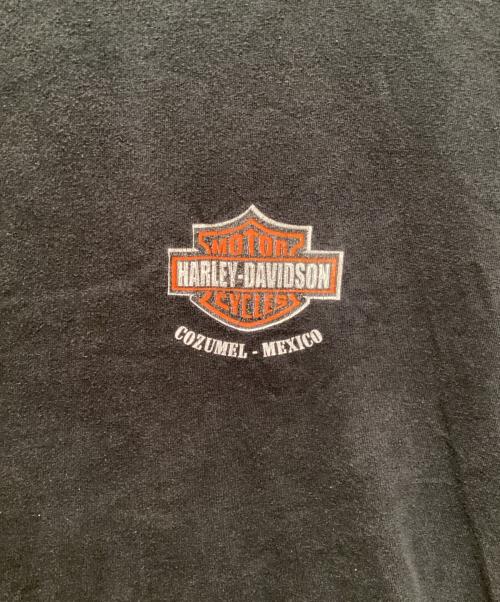 MOTOR
HARLEY-DAVIDSON
CYCLES
COZUMEL - MEXICO